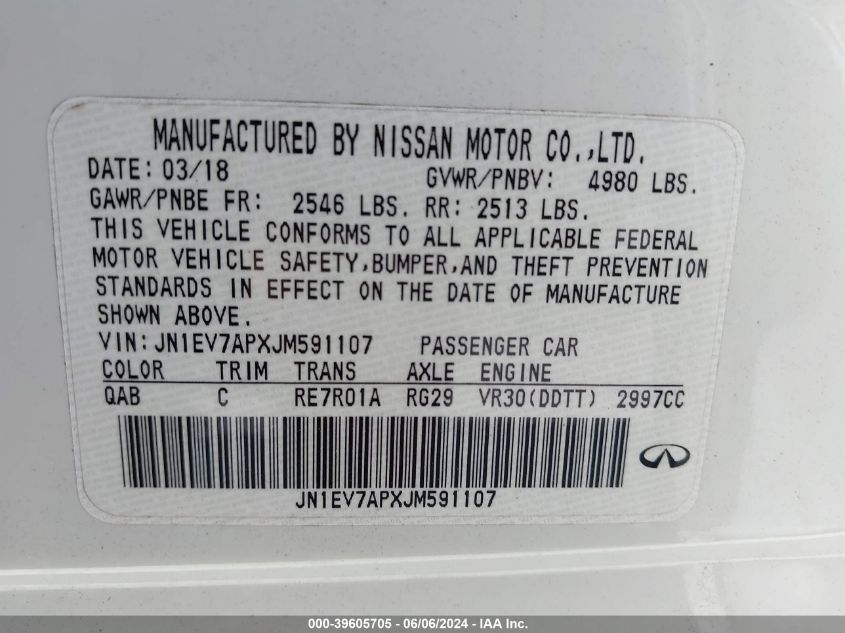 MANUFACTURED BY NISSAN MOTOR CO.,LTD.
DATE: 03/18 GVWR/PNBV: 4980 LBS.
GAWR/PNBE FR: 2546 LBS. RR: 2513 LBS.
THIS VEHICLE CONFORMS TO ALL APPLICABLE FEDERAL
MOTOR VEHICLE SAFETY,BUMPER,AND THEFT PREVENTION
STANDARDS IN EFFECT ON THE DATE OF MANUFACTURE
SHOWN ABOVE.
VIN: JN1EV7APXJM591107 PASSENGER CAR
COLOR TRIM TRANS AXLE ENGINE
QAB C RE7R01A RG29 VR30(DDTT) 2997CC
JN1EV7APXJM591107
000-39605705 - 06/06/2024 - IAA Inc.